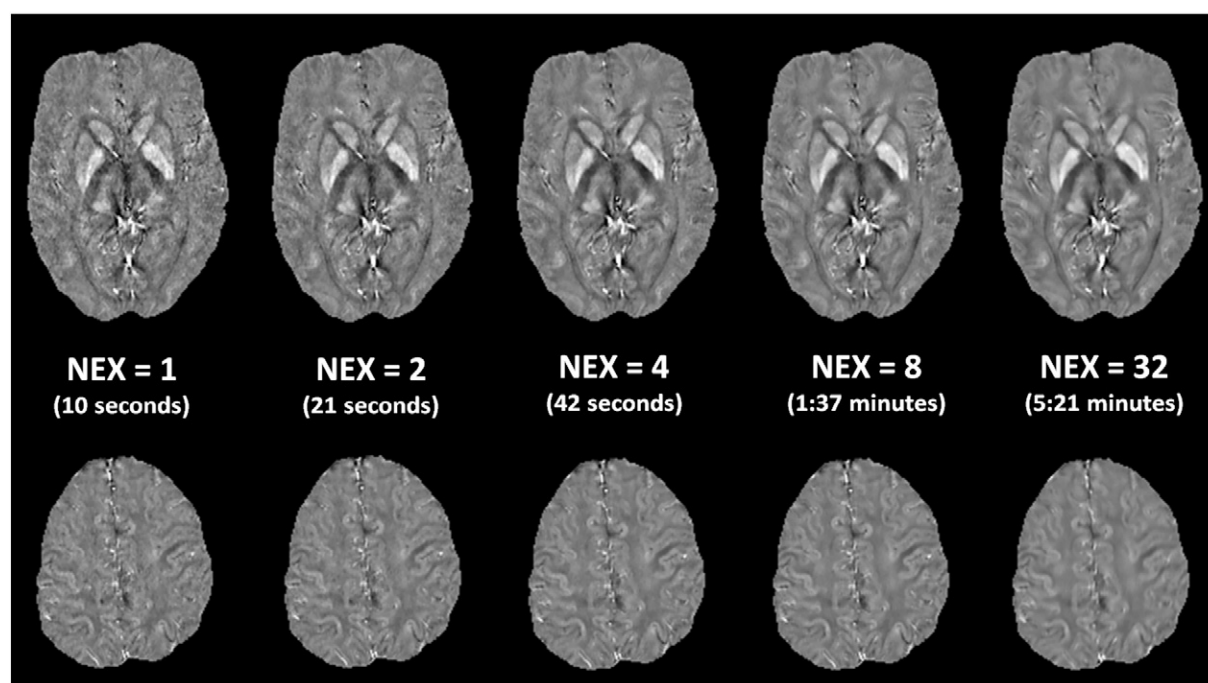 NEX = 1
(10 seconds)
NEX = 2
(21 seconds)
NEX = 4
(42 seconds)
NEX = 8
(1:37 minutes)
NEX = 32
(5:21 minutes)